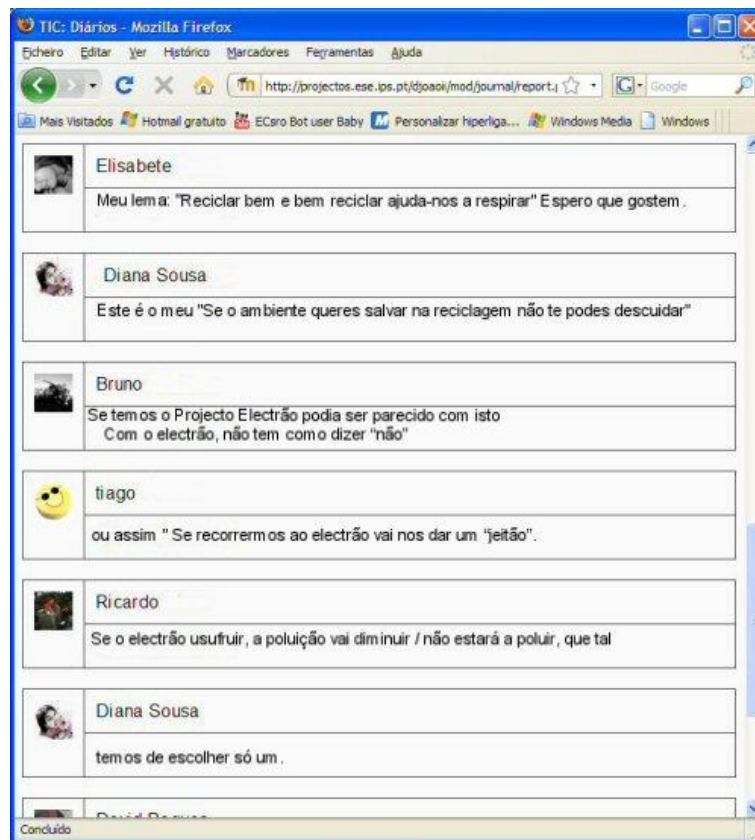 TIC: Diários - Mozilla Firefox
Ficheiro Editar Ver Histórico Marcadores Ferramentas Ajuda
http://projectos.ese.ips.pt/djoaoii/mod/journal/report.p Google
Mais Visitados Hotmail gratuito ECsro Bot user Baby Personalizar hiperliga... Windows Media Windows
Elisabete
Meu lema: "Reciclar bem e bem reciclar ajuda-nos a respirar" Espero que gostem.
Diana Sousa
Este é o meu "Se o ambiente queres salvar na reciclagem não te podes descuidar"
Bruno
Se temos o Projecto Electrão podia ser parecido com isto
Com o electrão, não tem como dizer “não”
tiago
ou assim " Se recorrermos ao electrão vai nos dar um “jeitão”.
Ricardo
Se o electrão usufruir, a poluição vai diminuir / não estará a poluir, que tal
Diana Sousa
temos de escolher só um.
Concluído